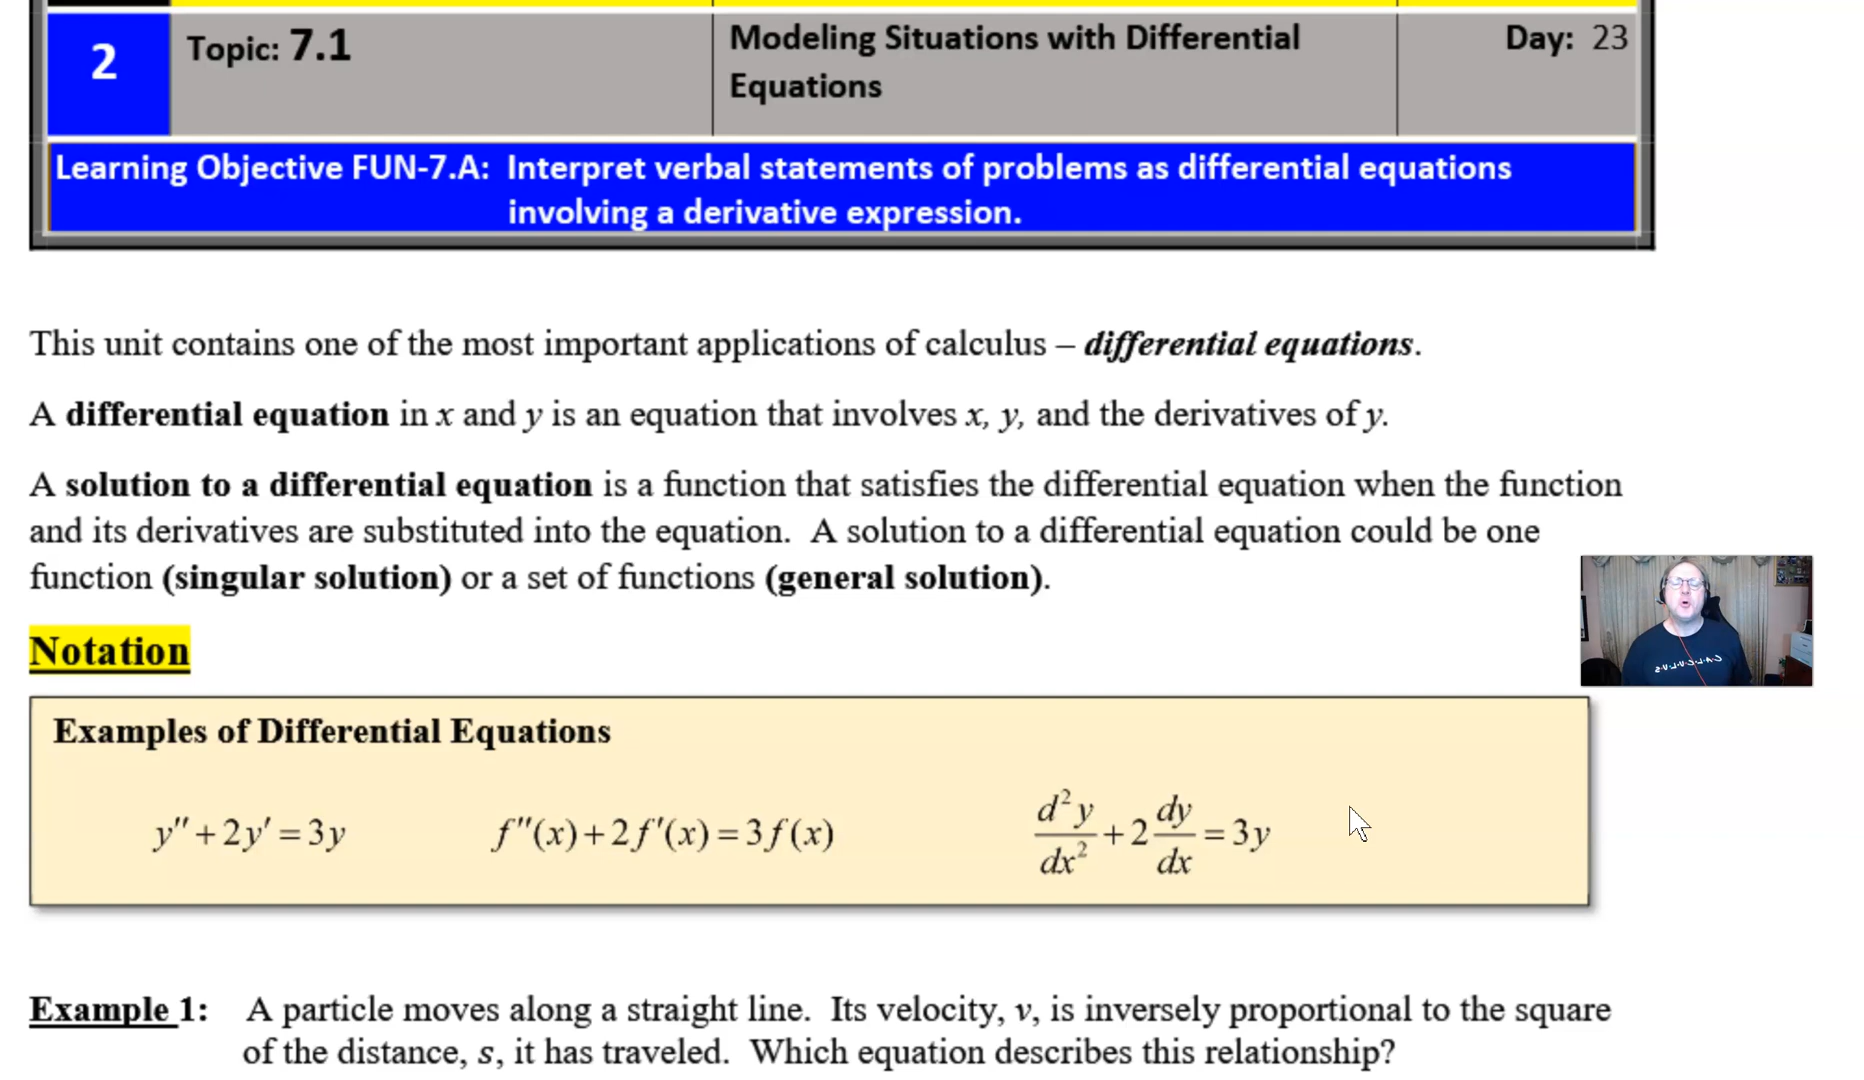 2
Topic: 7.1
Modeling Situations with Differential
Equations
Day: 23
Learning Objective FUN-7.A: Interpret verbal statements of problems as differential equations
involving a derivative expression.
This unit contains one of the most important applications of calculus – differential equations.
A differential equation in x and y is an equation that involves x, y, and the derivatives of y.
A solution to a differential equation is a function that satisfies the differential equation when the function
and its derivatives are substituted into the equation. A solution to a differential equation could be one
function (singular solution) or a set of functions (general solution).
Notation
Examples of Differential Equations
y″ + 2y′ = 3y
f″(x) + 2f′(x) = 3f(x)
d²y/dx² + 2 dy/dx = 3y
Example 1: A particle moves along a straight line. Its velocity, v, is inversely proportional to the square
of the distance, s, it has traveled. Which equation describes this relationship?